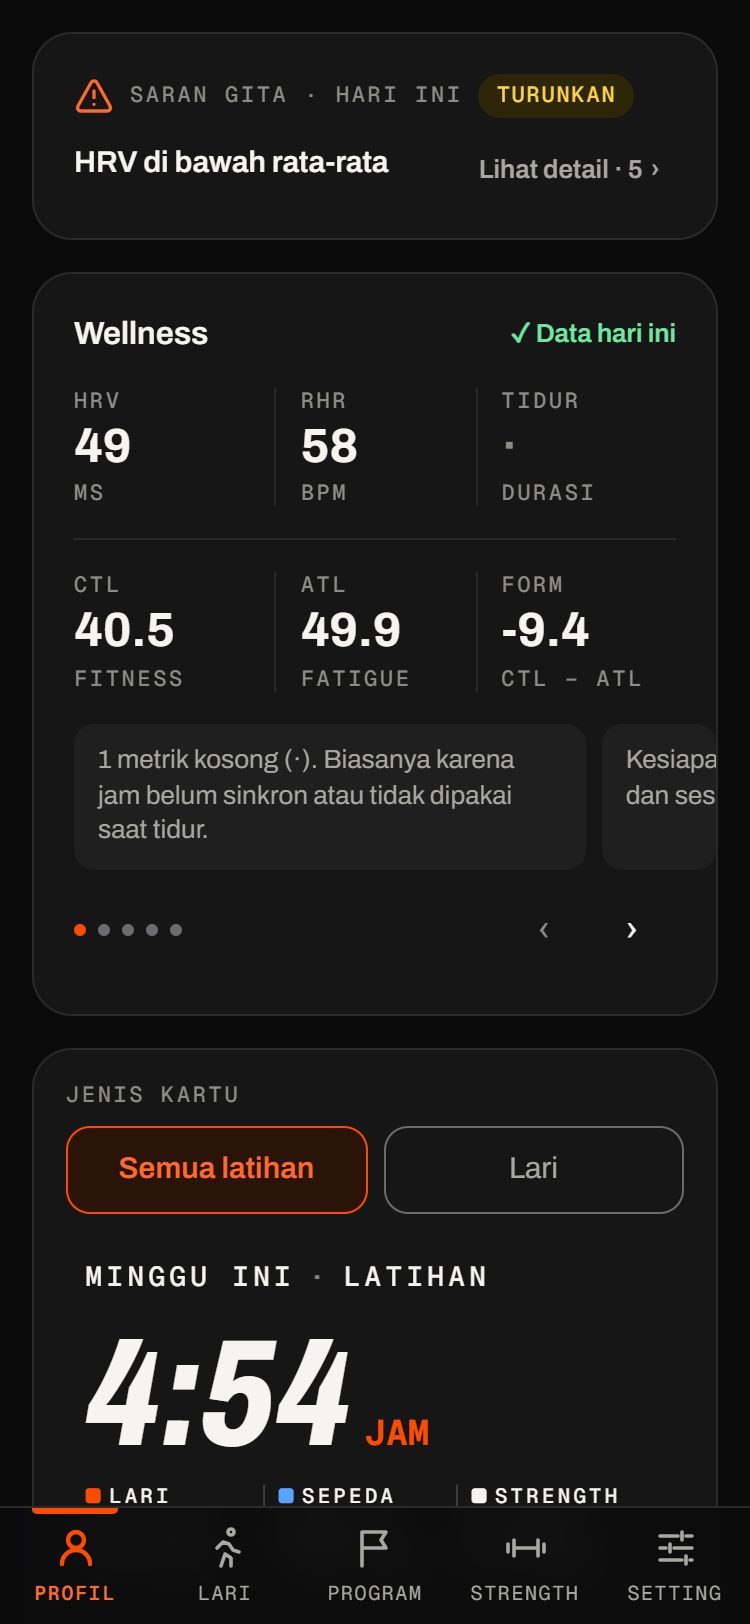 SARAN GITA · HARI INI TURUNKAN
HRV di bawah rata-rata
Lihat detail · 5 ›
Wellness
✓ Data hari ini
HRV RHR TIDUR
49 58 ·
MS BPM DURASI
CTL ATL FORM
40.5 49.9 -9.4
FITNESS FATIGUE CTL – ATL
1 metrik kosong (·). Biasanya karena
jam belum sinkron atau tidak dipakai
saat tidur.
Kesiapa
dan ses
‹ ›
JENIS KARTU
Semua latihan Lari
MINGGU INI · LATIHAN
4:54 JAM
LARI SEPEDA STRENGTH
PROFIL LARI PROGRAM STRENGTH SETTING